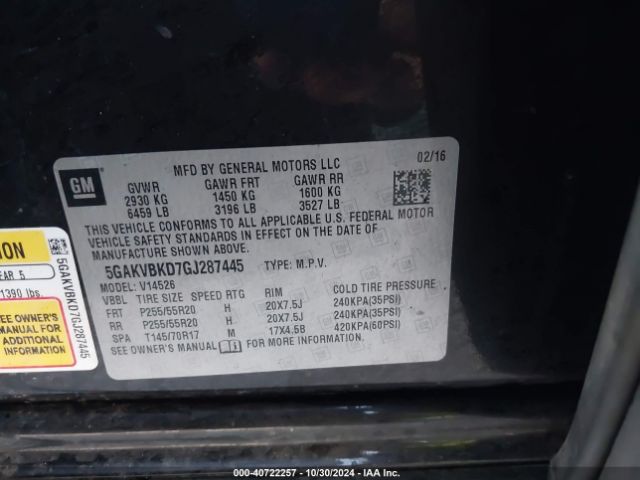 GM
MFD BY GENERAL MOTORS LLC
02/16
GVWR GAWR FRT GAWR RR
2930 KG 1450 KG 1600 KG
6459 LB 3196 LB 3527 LB
THIS VEHICLE CONFORMS TO ALL APPLICABLE U.S. FEDERAL MOTOR
VEHICLE SAFETY STANDARDS IN EFFECT ON THE DATE OF
MANUFACTURE SHOWN ABOVE.
5GAKVBKD7GJ287445 TYPE: M.P.V.
MODEL: V14526
VBBL TIRE SIZE SPEED RTG RIM COLD TIRE PRESSURE
FRT P255/55R20 H 20X7.5J 240KPA(35PSI)
RR P255/55R20 H 20X7.5J 240KPA(35PSI)
SPA T145/70R17 M 17X4.5B 420KPA(60PSI)
SEE OWNER'S MANUAL FOR MORE INFORMATION
ION
EAR 5
1390 lbs.
SEE OWNER'S
MANUAL FOR
ADDITIONAL
INFORMATION
5GAKVBKD7GJ287445
000-40722257 - 10/30/2024 - IAA Inc.